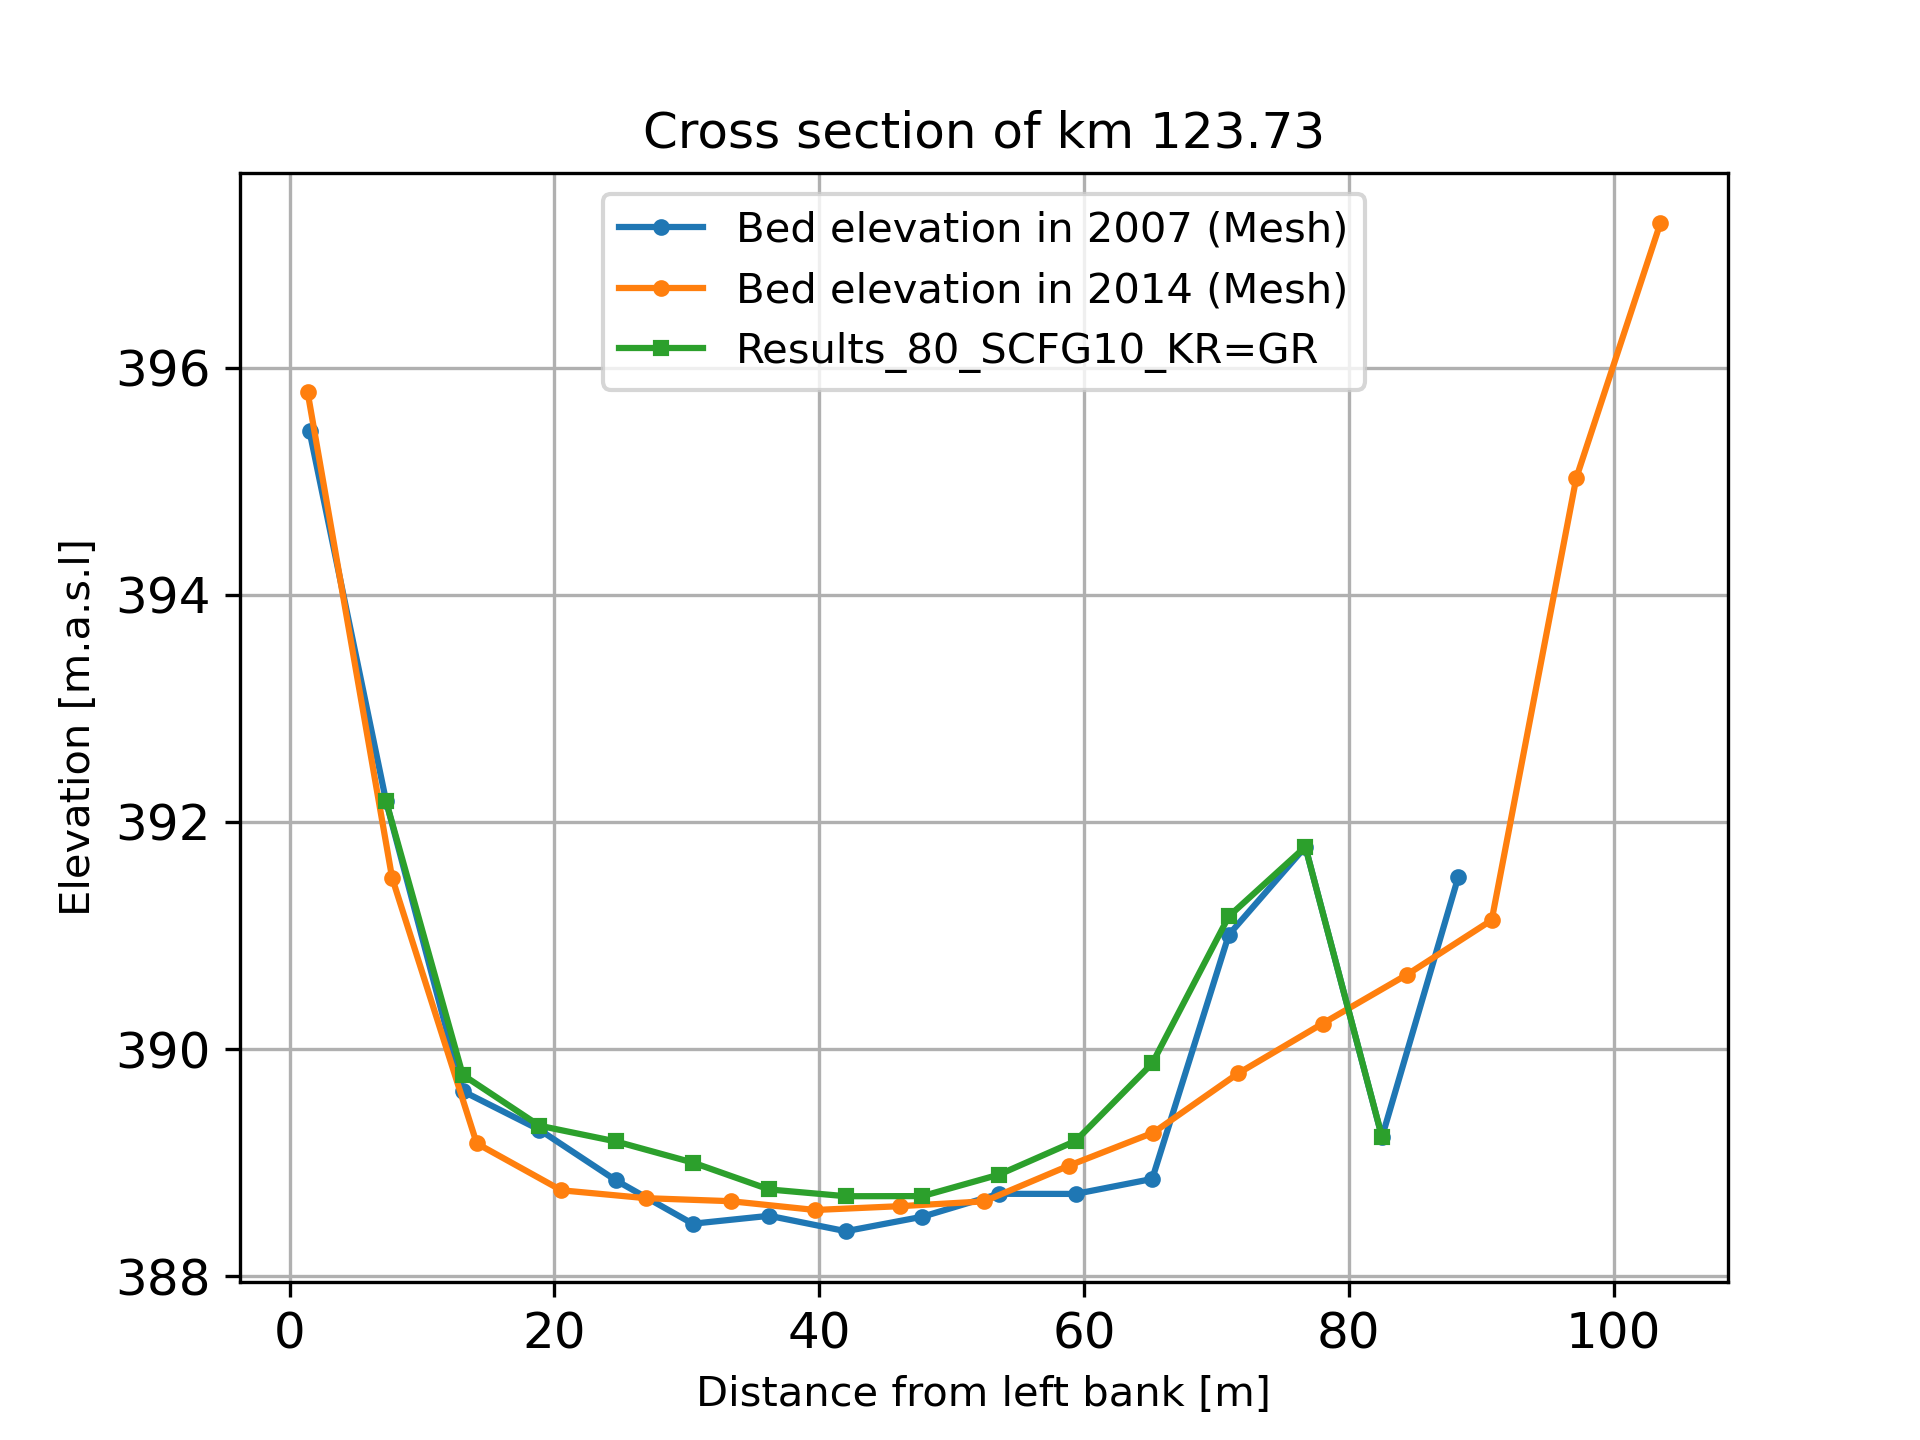 Cross section of km 123.73
Bed elevation in 2007 (Mesh)
Bed elevation in 2014 (Mesh)
Results_80_SCFG10_KR=GR
Elevation [m.a.s.l]
396
394
392
390
388
0 20 40 60 80 100
Distance from left bank [m]